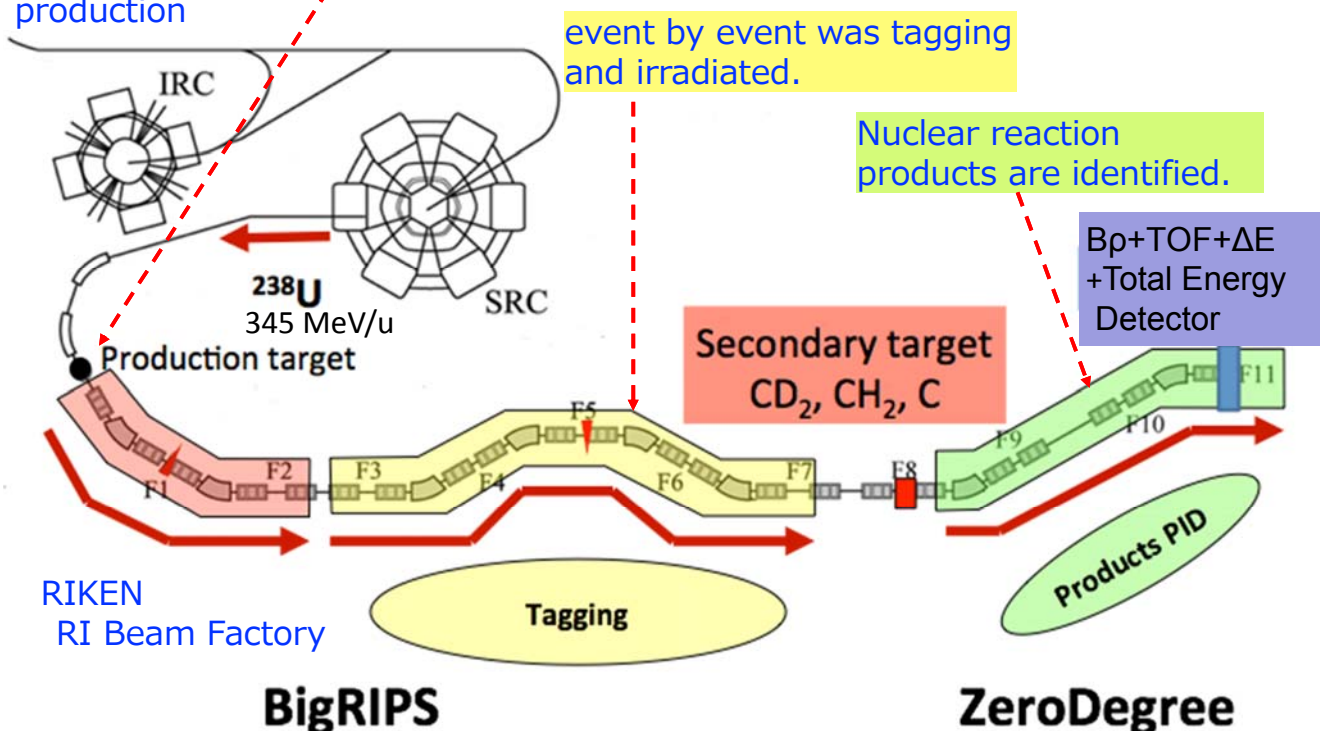 production
event by event was tagging
and irradiated.
IRC
Nuclear reaction
products are identified.
Bρ+TOF+ΔE
+Total Energy
Detector
²³⁸U
345 MeV/u
SRC
Production target
Secondary target
CD₂, CH₂, C
F1
F2
F3
F4
F5
F6
F7
F8
F9
F10
F11
Products PID
RIKEN
RI Beam Factory
Tagging
BigRIPS
ZeroDegree